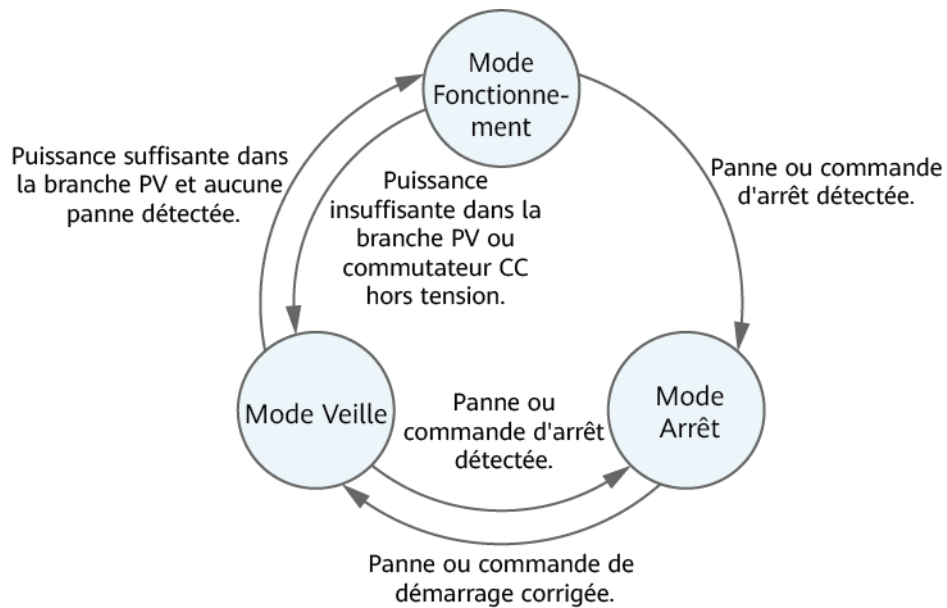 Mode
Fonctionne-
ment
Puissance suffisante dans
la branche PV et aucune
panne détectée.
Puissance
insuffisante dans la
branche PV ou
commutateur CC
hors tension.
Panne ou commande
d'arrêt détectée.
Mode Veille
Panne ou
commande d'arrêt
détectée.
Mode
Arrêt
Panne ou commande de
démarrage corrigée.